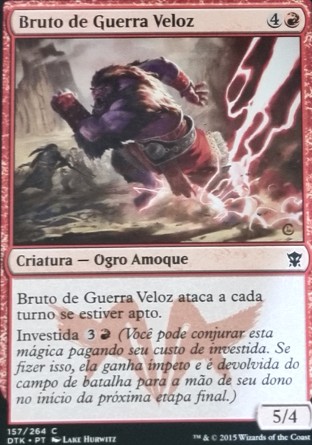 Bruto de Guerra Veloz 4
Criatura — Ogro Amoque
Bruto de Guerra Veloz ataca a cada
turno se estiver apto.
Investida 3 (Você pode conjurar esta
mágica pagando seu custo de investida. Se
fizer isso, ela ganha ímpeto e é devolvida do
campo de batalha para a mão de seu dono
no início da próxima etapa final.)
5/4
157/264 C
DTK • PT LAKE HURWITZ
™ & © 2015 Wizards of the Coast